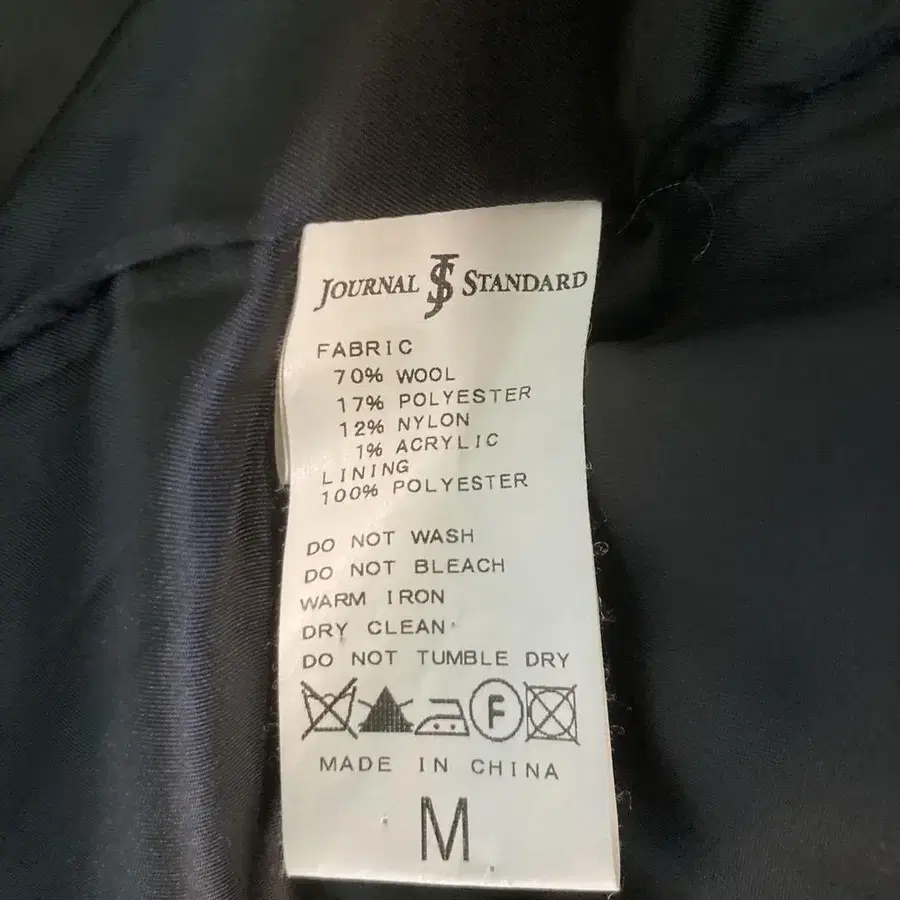 JOURNAL JS STANDARD
FABRIC
70% WOOL
17% POLYESTER
12% NYLON
1% ACRYLIC
LINING
100% POLYESTER
DO NOT WASH
DO NOT BLEACH
WARM IRON
DRY CLEAN
DO NOT TUMBLE DRY
F
MADE IN CHINA
M